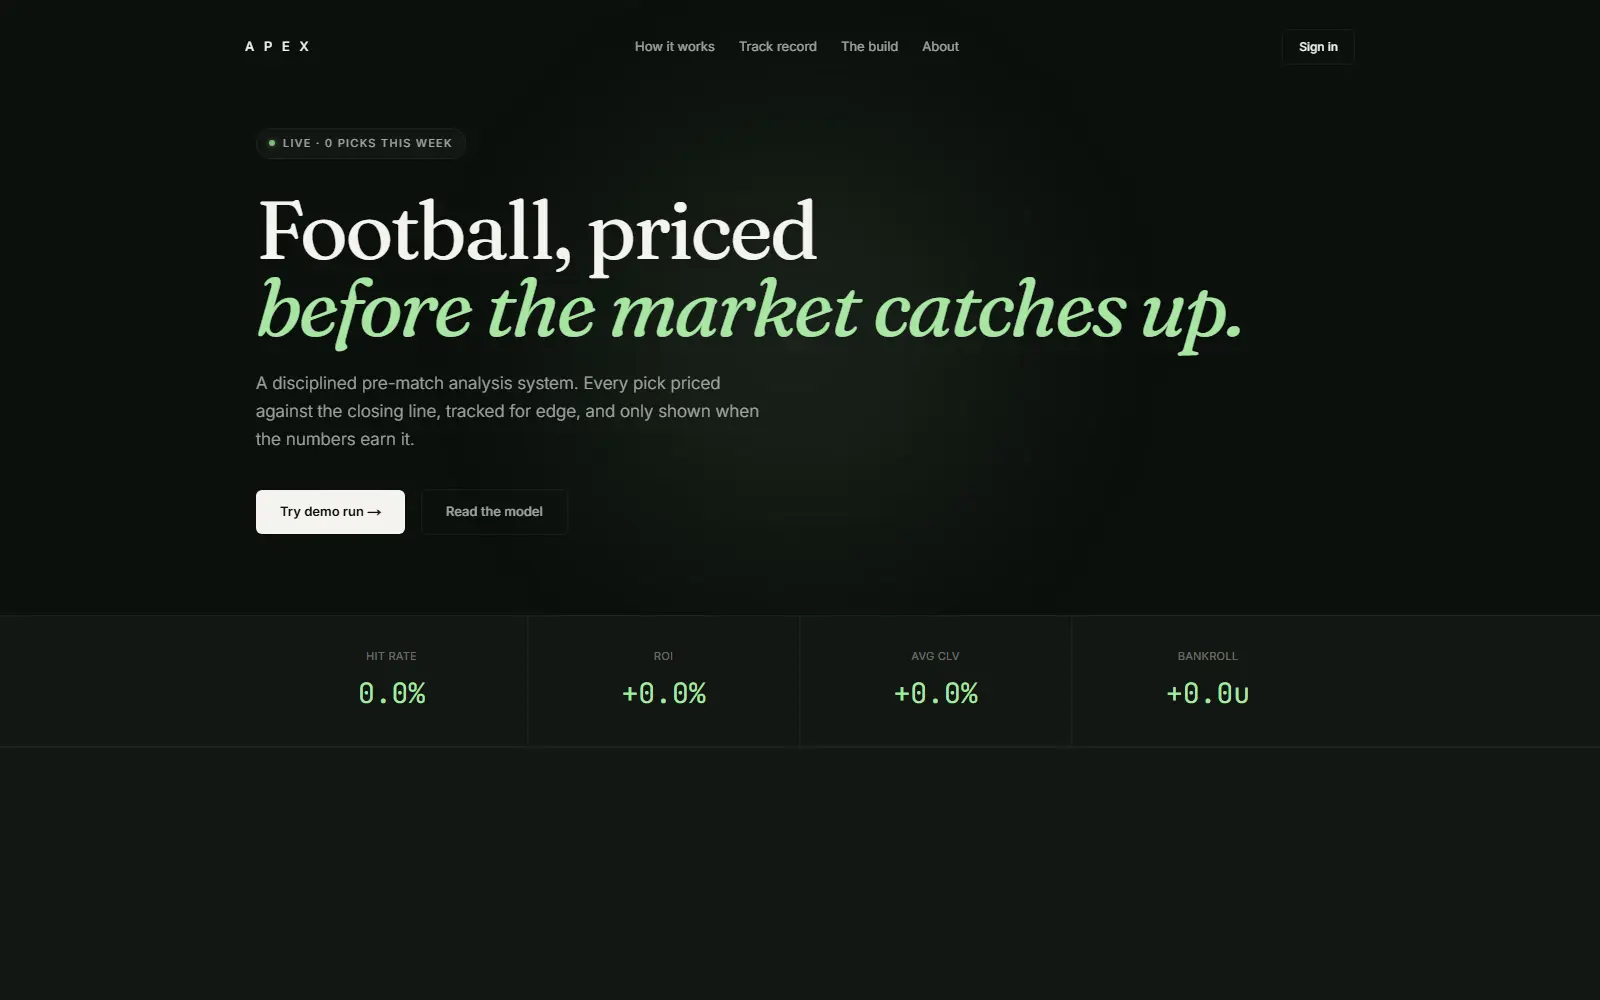 A P E X
How it works
Track record
The build
About
Sign in
LIVE · 0 PICKS THIS WEEK
Football, priced
before the market catches up.
A disciplined pre-match analysis system. Every pick priced
against the closing line, tracked for edge, and only shown when
the numbers earn it.
Try demo run →
Read the model
HIT RATE
0.0%
ROI
+0.0%
AVG CLV
+0.0%
BANKROLL
+0.0u